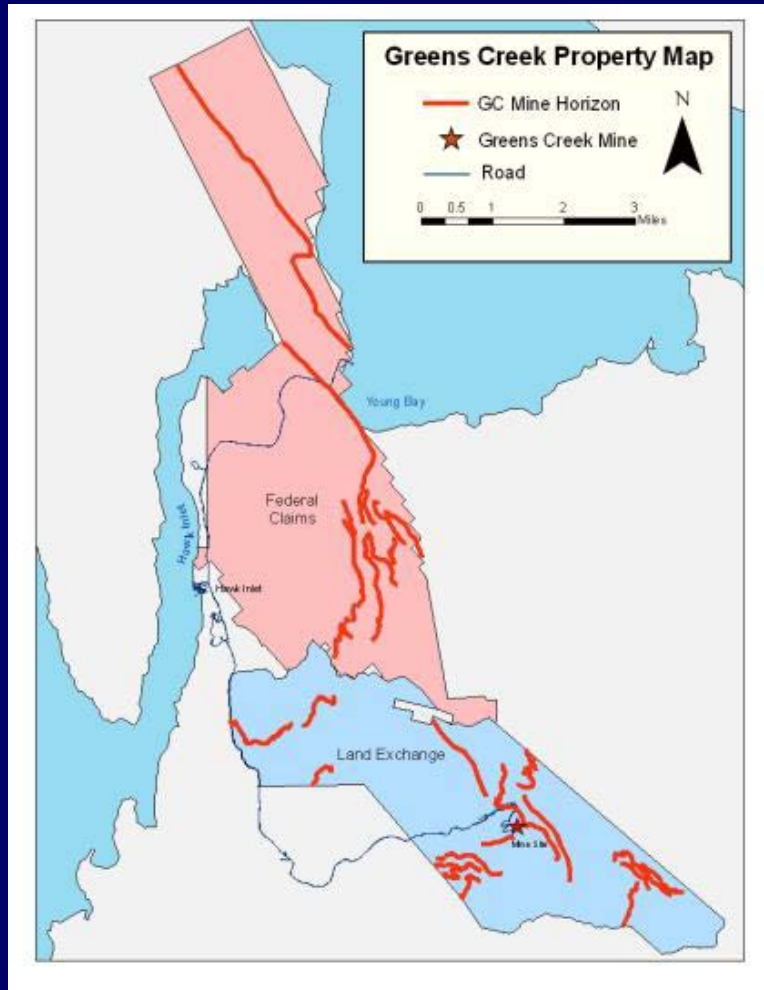 Greens Creek Property Map
GC Mine Horizon
N
Greens Creek Mine
Road
0 0.5 1 2 3
Miles
Young Bay
Federal
Claims
Hawk Inlet
Hawk Inlet
Land Exchange
Mine Site